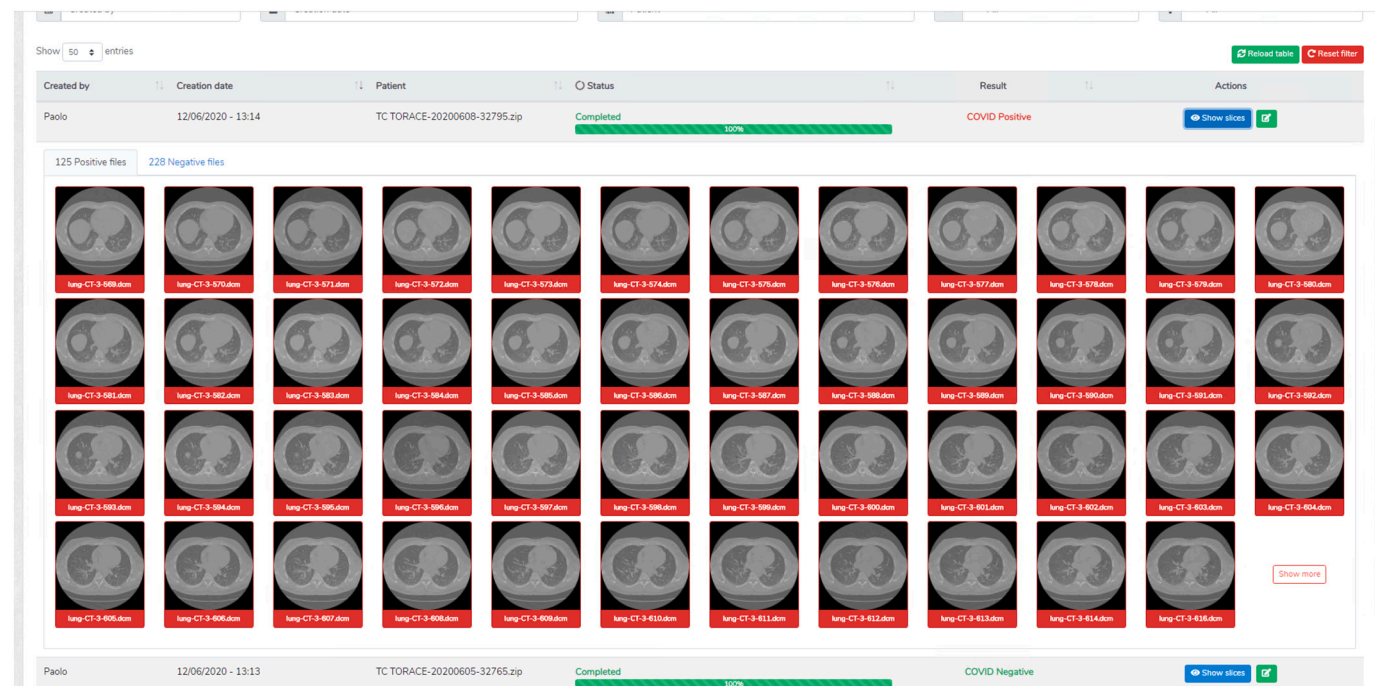 Created by Creation date Patient
Show 50 entries Reload table Reset filter
Created by Creation date Patient Status Result Actions
Paolo 12/06/2020 - 13:14 TC TORACE-20200608-32795.zip Completed COVID Positive Show slices
100%
125 Positive files 228 Negative files
lung-CT-3-569.dcm lung-CT-3-570.dcm lung-CT-3-571.dcm lung-CT-3-572.dcm lung-CT-3-573.dcm lung-CT-3-574.dcm lung-CT-3-575.dcm lung-CT-3-576.dcm lung-CT-3-577.dcm lung-CT-3-578.dcm lung-CT-3-579.dcm lung-CT-3-580.dcm
lung-CT-3-581.dcm lung-CT-3-582.dcm lung-CT-3-583.dcm lung-CT-3-584.dcm lung-CT-3-585.dcm lung-CT-3-586.dcm lung-CT-3-587.dcm lung-CT-3-588.dcm lung-CT-3-589.dcm lung-CT-3-590.dcm lung-CT-3-591.dcm lung-CT-3-592.dcm
lung-CT-3-593.dcm lung-CT-3-594.dcm lung-CT-3-595.dcm lung-CT-3-596.dcm lung-CT-3-597.dcm lung-CT-3-598.dcm lung-CT-3-599.dcm lung-CT-3-600.dcm lung-CT-3-601.dcm lung-CT-3-602.dcm lung-CT-3-603.dcm lung-CT-3-604.dcm
Show more
lung-CT-3-605.dcm lung-CT-3-606.dcm lung-CT-3-607.dcm lung-CT-3-608.dcm lung-CT-3-609.dcm lung-CT-3-610.dcm lung-CT-3-611.dcm lung-CT-3-612.dcm lung-CT-3-613.dcm lung-CT-3-614.dcm lung-CT-3-616.dcm
Paolo 12/06/2020 - 13:13 TC TORACE-20200605-32765.zip Completed COVID Negative Show slices
100%